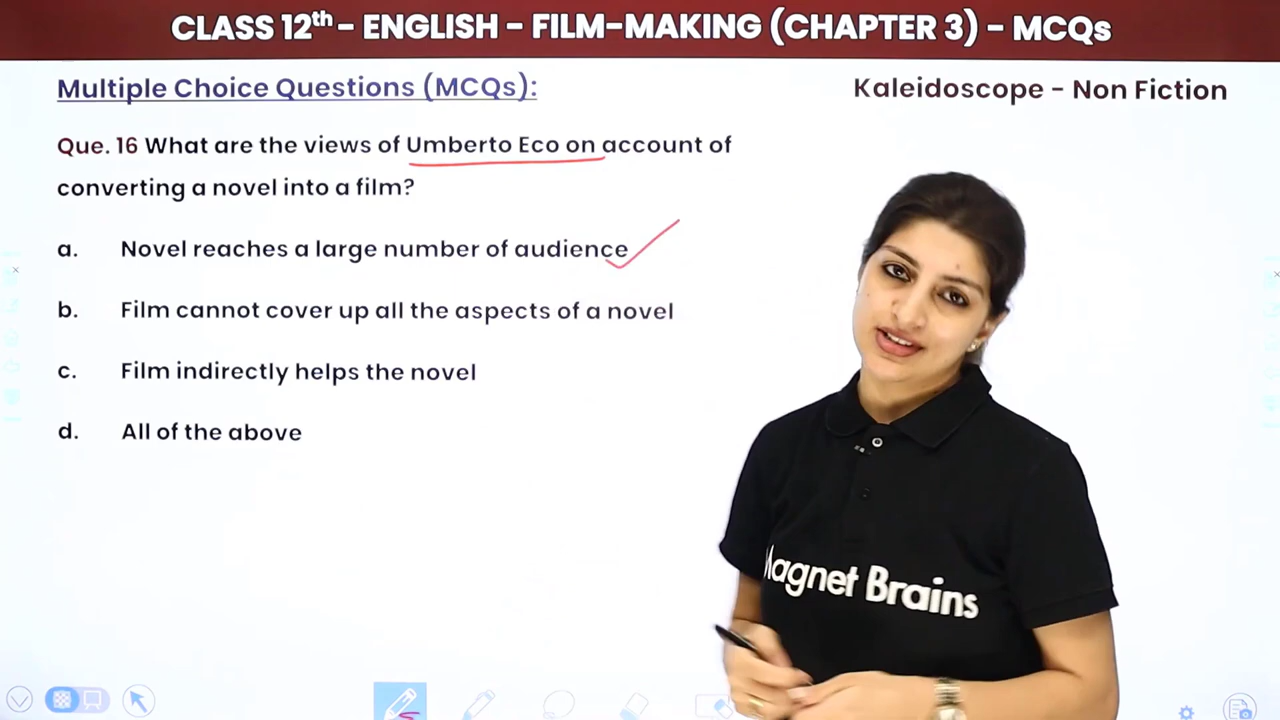 CLASS 12th - ENGLISH - FILM-MAKING (CHAPTER 3) - MCQs
Multiple Choice Questions (MCQs):
Kaleidoscope - Non Fiction
Que. 16 What are the views of Umberto Eco on account of
converting a novel into a film?
a. Novel reaches a large number of audience
b. Film cannot cover up all the aspects of a novel
c. Film indirectly helps the novel
d. All of the above
Magnet Brains